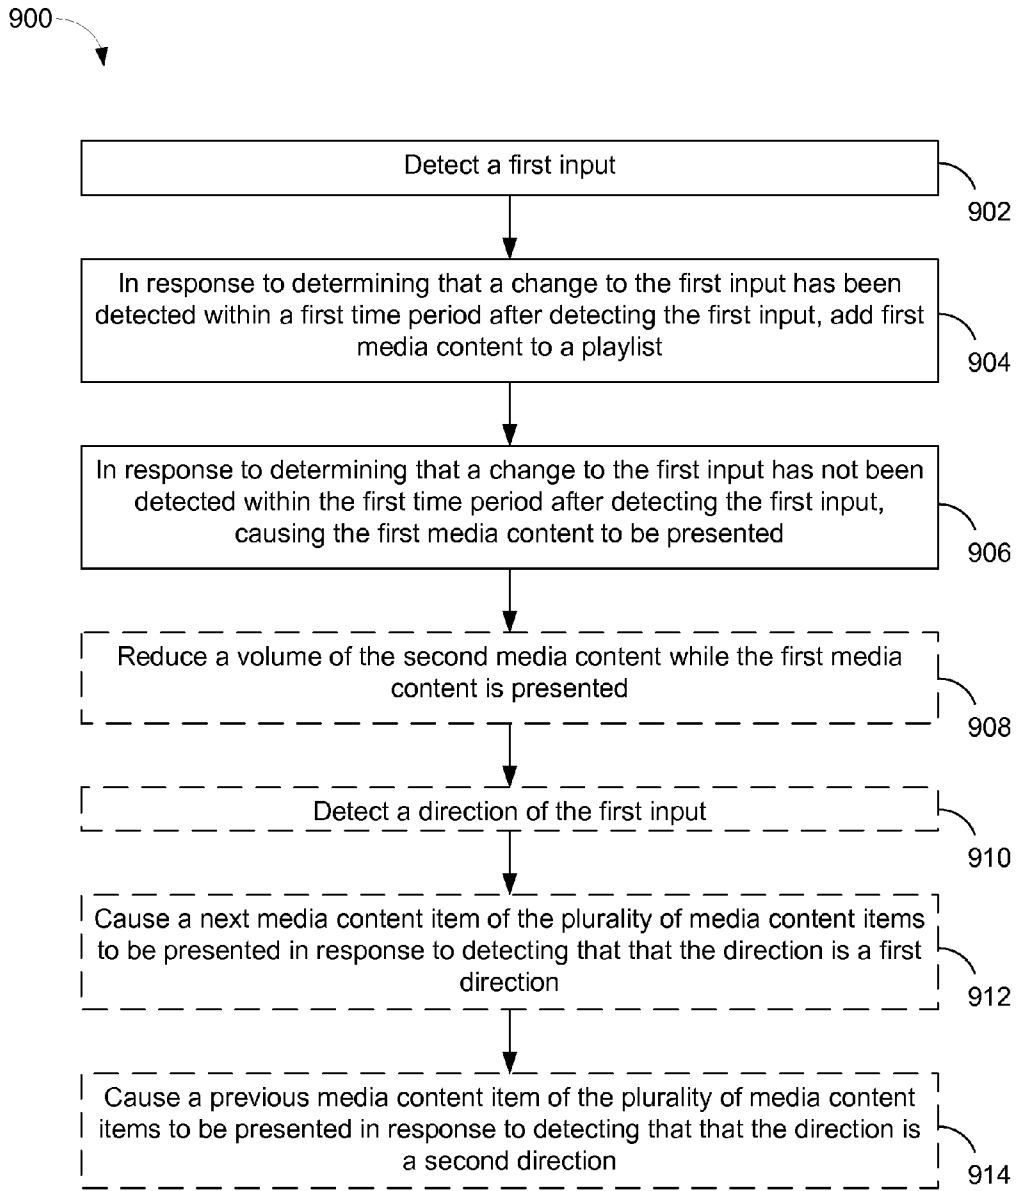 900
Detect a first input
902
In response to determining that a change to the first input has been
detected within a first time period after detecting the first input, add first
media content to a playlist
904
In response to determining that a change to the first input has not been
detected within the first time period after detecting the first input,
causing the first media content to be presented
906
Reduce a volume of the second media content while the first media
content is presented
908
Detect a direction of the first input
910
Cause a next media content item of the plurality of media content items
to be presented in response to detecting that that the direction is a first
direction
912
Cause a previous media content item of the plurality of media content
items to be presented in response to detecting that that the direction is
a second direction
914